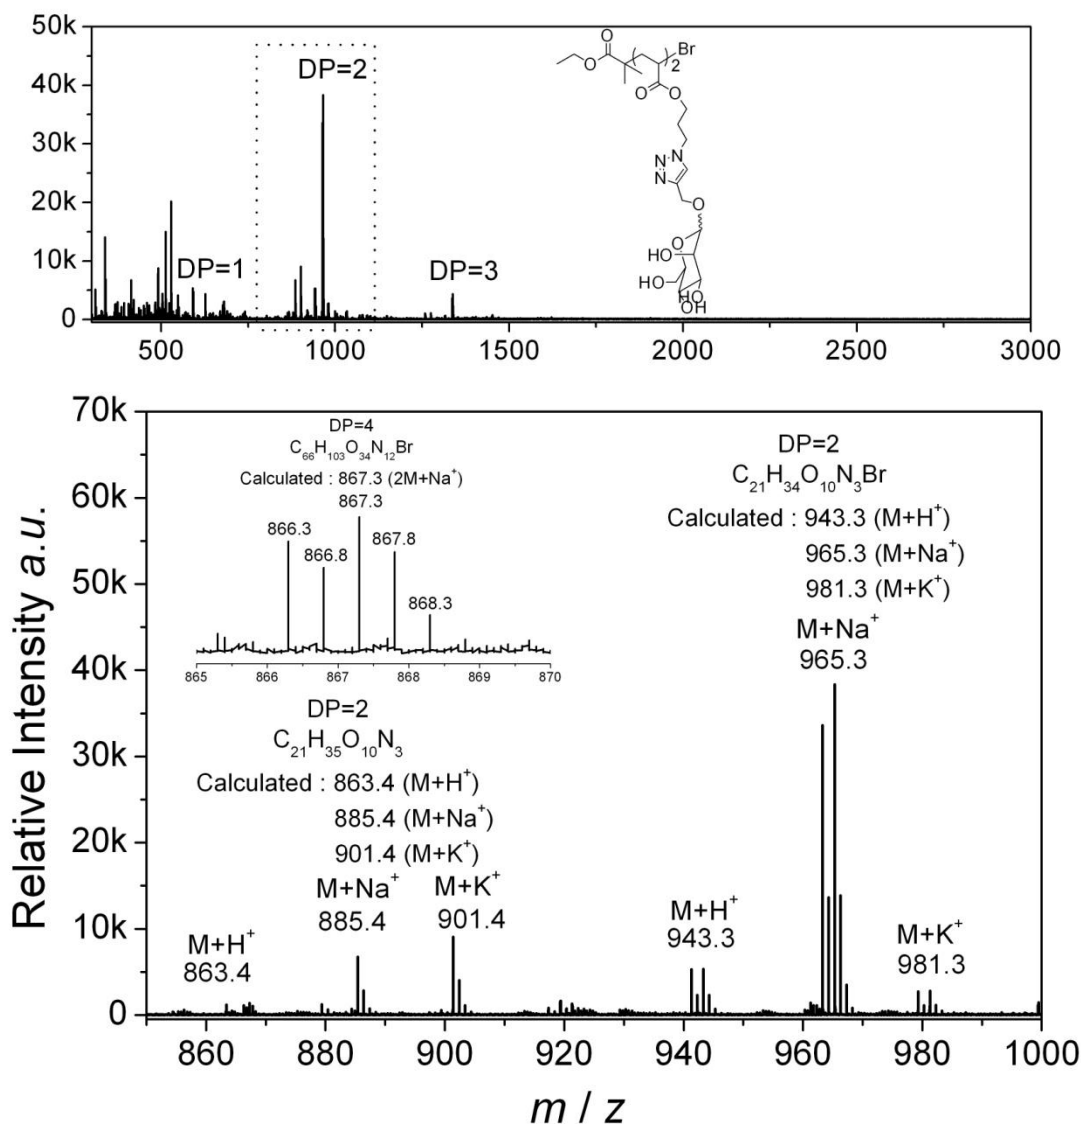 50k
40k
30k
20k
10k
0
DP=1
DP=2
DP=3
500
1000
1500
2000
2500
3000
O
O
2
Br
O
O
N
N
N
O
O
HO
HO
HO
OH
70k
60k
50k
40k
30k
20k
10k
0
Relative Intensity a.u.
DP=4
C₆₆H₁₀₃O₃₄N₁₂Br
Calculated : 867.3 (2M+Na⁺)
867.3
866.3
866.8
867.8
868.3
865
866
867
868
869
870
DP=2
C₂₁H₃₄O₁₀N₃Br
Calculated : 943.3 (M+H⁺)
965.3 (M+Na⁺)
981.3 (M+K⁺)
M+Na⁺
965.3
DP=2
C₂₁H₃₅O₁₀N₃
Calculated : 863.4 (M+H⁺)
885.4 (M+Na⁺)
901.4 (M+K⁺)
M+H⁺
863.4
M+Na⁺
885.4
M+K⁺
901.4
M+H⁺
943.3
M+K⁺
981.3
860
880
900
920
940
960
980
1000
m / z